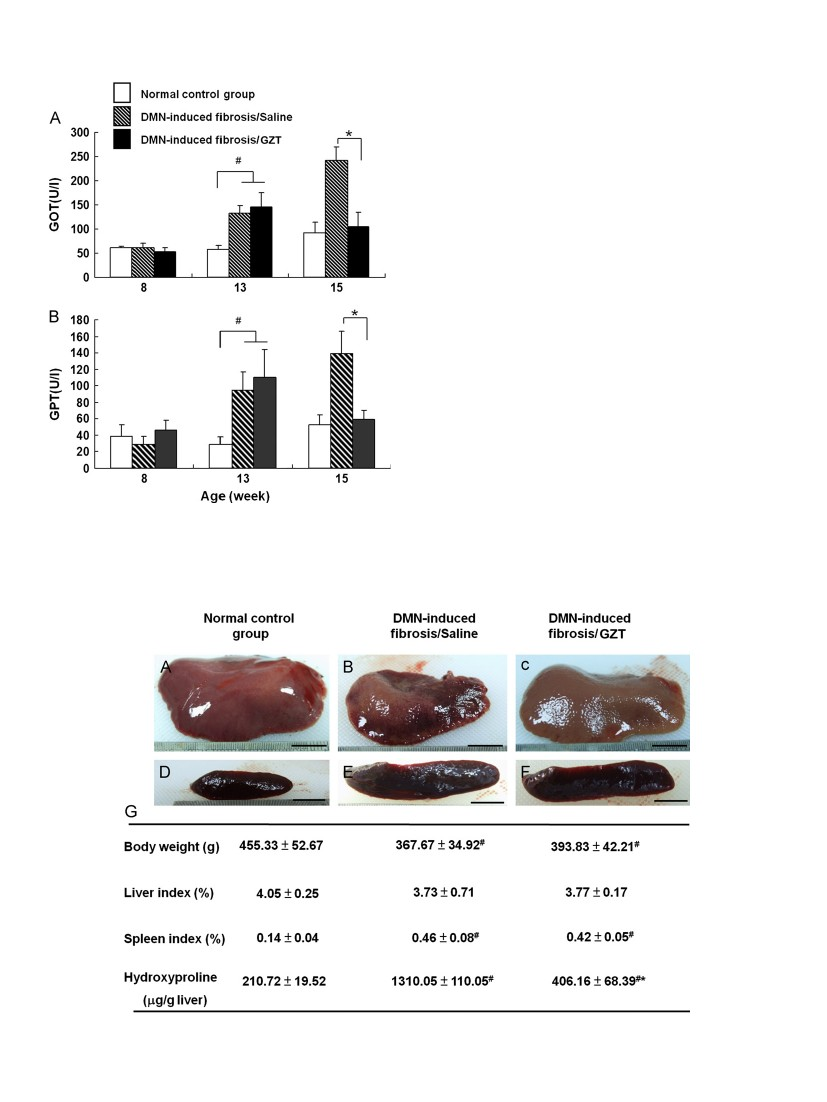 Normal control group
A
DMN-induced fibrosis/Saline
DMN-induced fibrosis/GZT
300
250
200
150
100
50
0
GOT(U/I)
#
*
8
13
15
B
180
160
140
120
100
80
60
40
20
0
GPT(U/I)
#
*
8
13
15
Age (week)
Normal control
group
DMN-induced
fibrosis/Saline
DMN-induced
fibrosis/GZT
A
B
c
D
E
F
G
Body weight (g) 455.33 ± 52.67 367.67 ± 34.92# 393.83 ± 42.21#
Liver index (%) 4.05 ± 0.25 3.73 ± 0.71 3.77 ± 0.17
Spleen index (%) 0.14 ± 0.04 0.46 ± 0.08# 0.42 ± 0.05#
Hydroxyproline 210.72 ± 19.52 1310.05 ± 110.05# 406.16 ± 68.39#*
(μg/g liver)